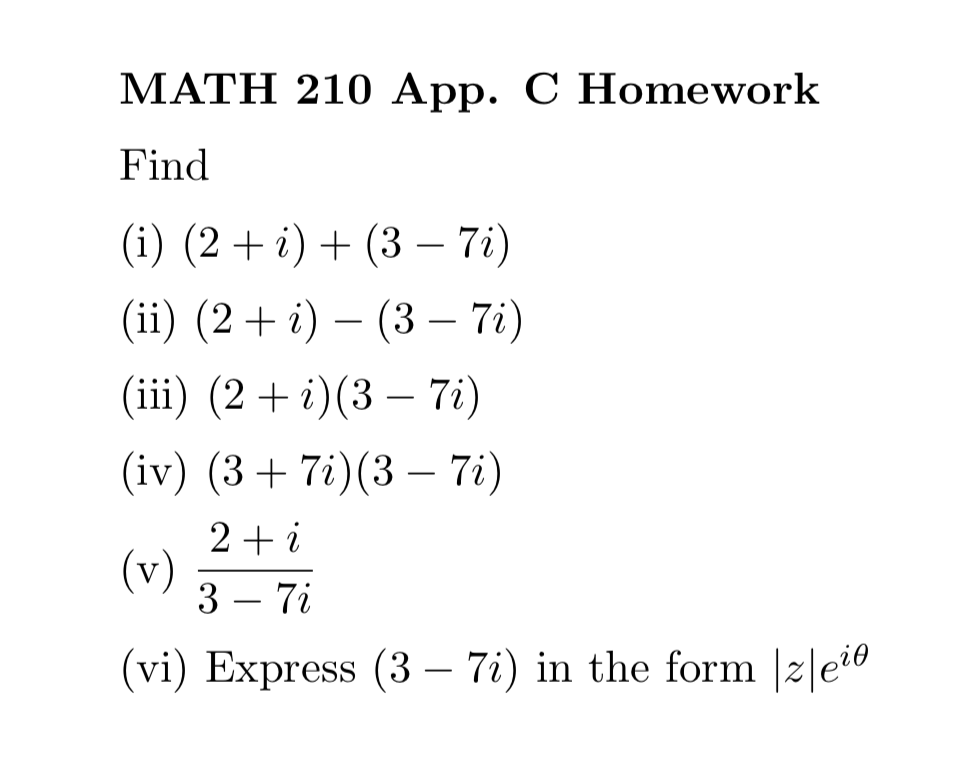 MATH 210 App. C Homework
Find
(i) (2 + i) + (3 − 7i)
(ii) (2 + i) − (3 − 7i)
(iii) (2 + i)(3 − 7i)
(iv) (3 + 7i)(3 − 7i)
(v) \frac{2 + i}{3 − 7i}
(vi) Express (3 − 7i) in the form |z|e^{iθ}